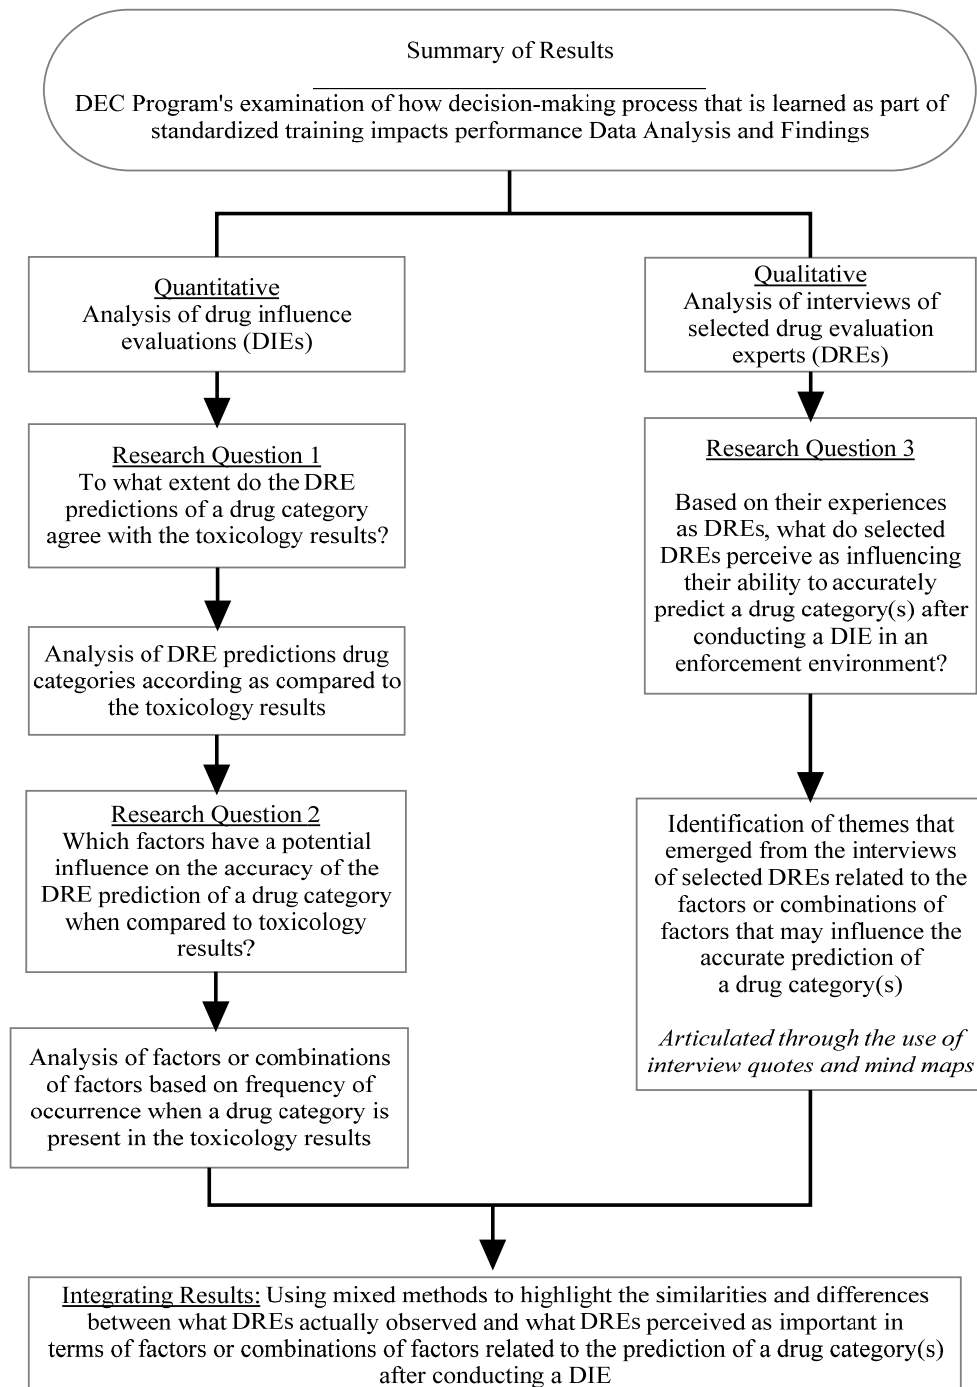 Summary of Results
DEC Program's examination of how decision-making process that is learned as part of
standardized training impacts performance Data Analysis and Findings
Quantitative
Analysis of drug influence
evaluations (DIEs)
Research Question 1
To what extent do the DRE
predictions of a drug category
agree with the toxicology results?
Analysis of DRE predictions drug
categories according as compared to
the toxicology results
Research Question 2
Which factors have a potential
influence on the accuracy of the
DRE prediction of a drug category
when compared to toxicology
results?
Analysis of factors or combinations
of factors based on frequency of
occurrence when a drug category is
present in the toxicology results
Qualitative
Analysis of interviews of
selected drug evaluation
experts (DREs)
Research Question 3
Based on their experiences
as DREs, what do selected
DREs perceive as influencing
their ability to accurately
predict a drug category(s) after
conducting a DIE in an
enforcement environment?
Identification of themes that
emerged from the interviews
of selected DREs related to the
factors or combinations of
factors that may influence the
accurate prediction of
a drug category(s)
Articulated through the use of
interview quotes and mind maps
Integrating Results: Using mixed methods to highlight the similarities and differences
between what DREs actually observed and what DREs perceived as important in
terms of factors or combinations of factors related to the prediction of a drug category(s)
after conducting a DIE